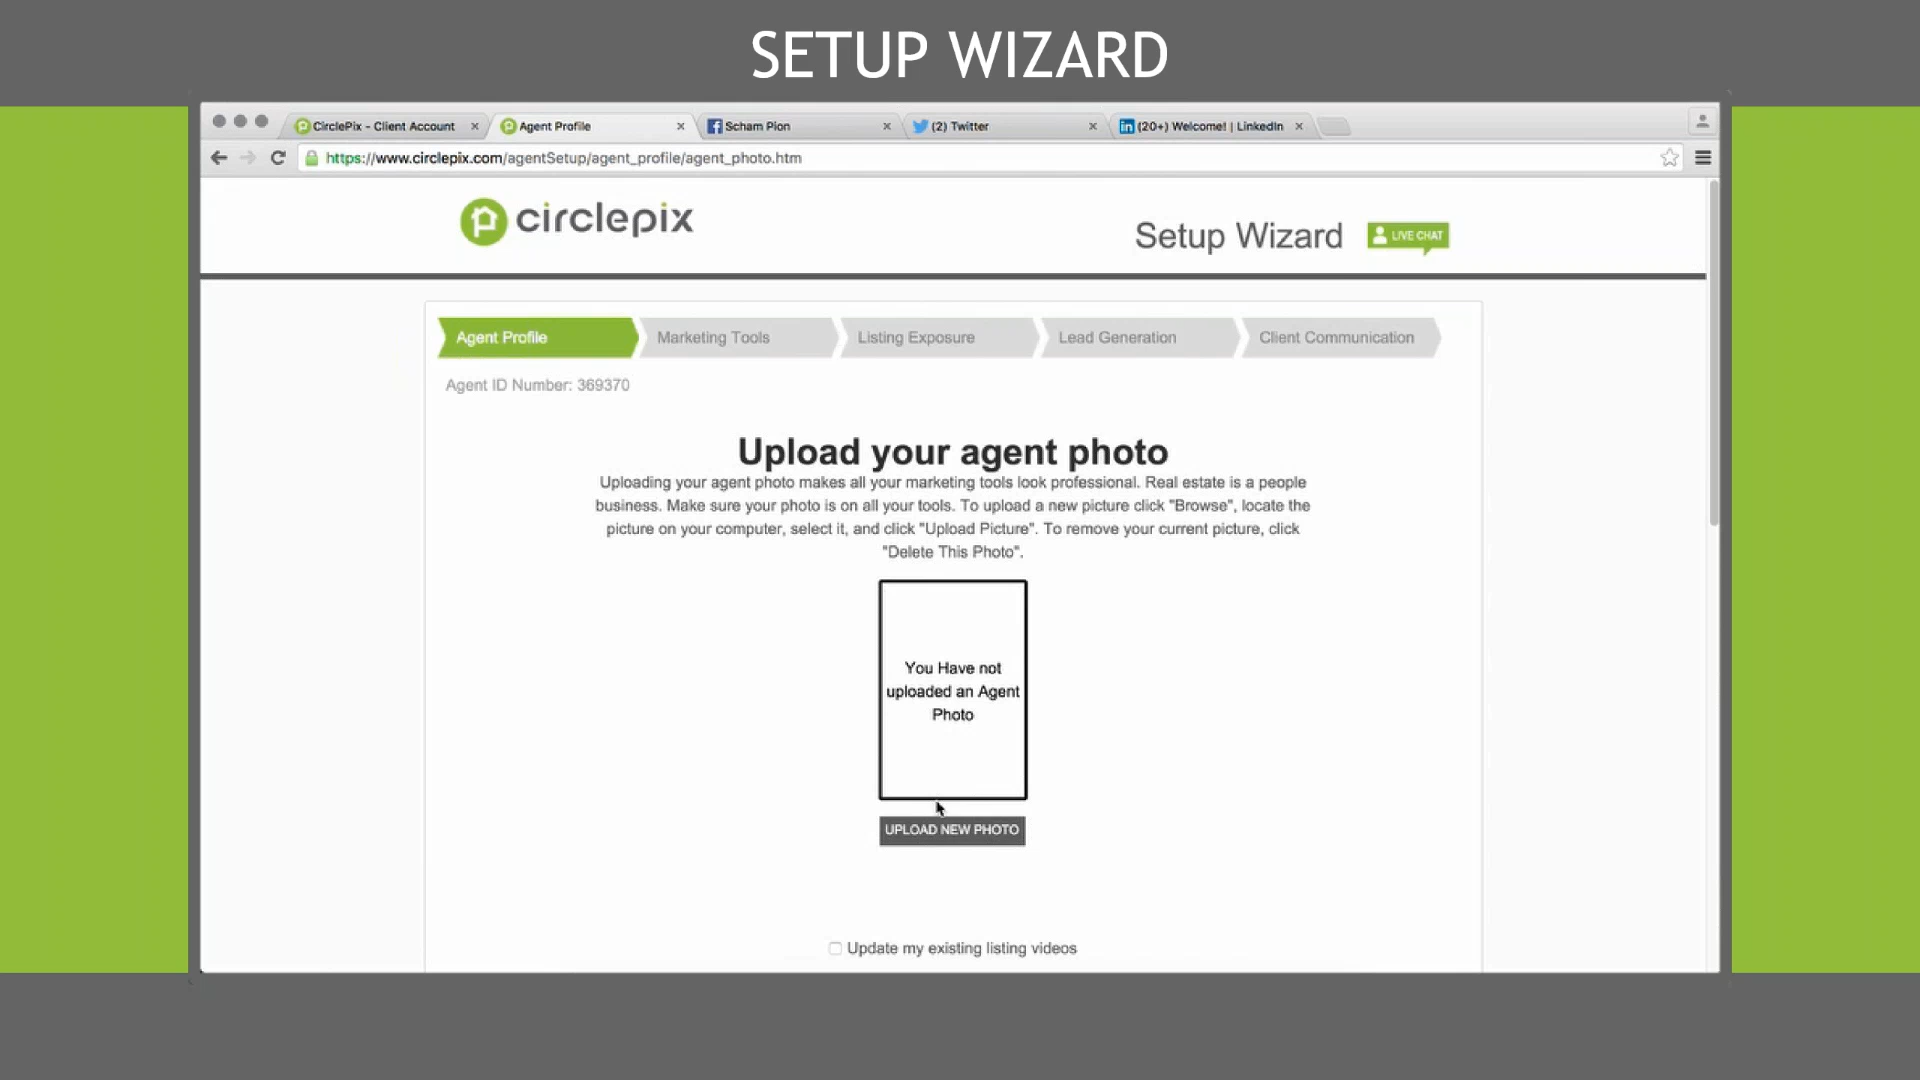 SETUP WIZARD
CirclePix - Client Account
Agent Profile
Scham Pion
(2) Twitter
in (20+) Welcome! | LinkedIn
https://www.circlepix.com/agentSetup/agent_profile/agent_photo.htm
circlepix
Setup Wizard
LIVE CHAT
Agent Profile
Marketing Tools
Listing Exposure
Lead Generation
Client Communication
Agent ID Number: 369370
Upload your agent photo
Uploading your agent photo makes all your marketing tools look professional. Real estate is a people
business. Make sure your photo is on all your tools. To upload a new picture click "Browse", locate the
picture on your computer, select it, and click "Upload Picture". To remove your current picture, click
"Delete This Photo".
You Have not
uploaded an Agent
Photo
UPLOAD NEW PHOTO
Update my existing listing videos